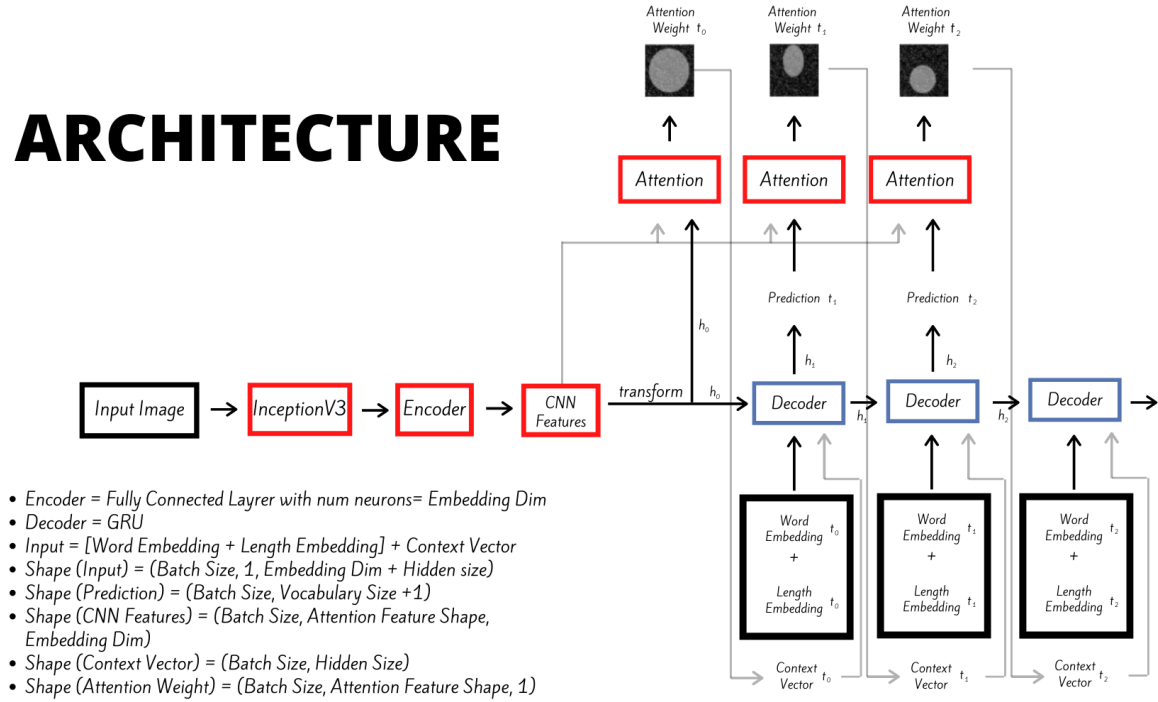 Attention
Weight t₀
Attention
Weight t₁
Attention
Weight t₂
ARCHITECTURE
Attention
Attention
Attention
Prediction t₁
Prediction t₂
h₀
h₁
h₂
Input Image
InceptionV3
Encoder
CNN
Features
transform
h₀
Decoder
h₁
Decoder
h₂
Decoder
• Encoder = Fully Connected Layrer with num neurons= Embedding Dim
• Decoder = GRU
• Input = [Word Embedding + Length Embedding] + Context Vector
• Shape (Input) = (Batch Size, 1, Embedding Dim + Hidden size)
• Shape (Prediction) = (Batch Size, Vocabulary Size +1)
• Shape (CNN Features) = (Batch Size, Attention Feature Shape,
Embedding Dim)
• Shape (Context Vector) = (Batch Size, Hidden Size)
• Shape (Attention Weight) = (Batch Size, Attention Feature Shape, 1)
Word
Embedding t₀
+
Length
Embedding t₀
Word
Embedding t₁
+
Length
Embedding t₁
Word
Embedding t₂
+
Length
Embedding t₂
Context
Vector t₀
Context
Vector t₁
Context
Vector t₂